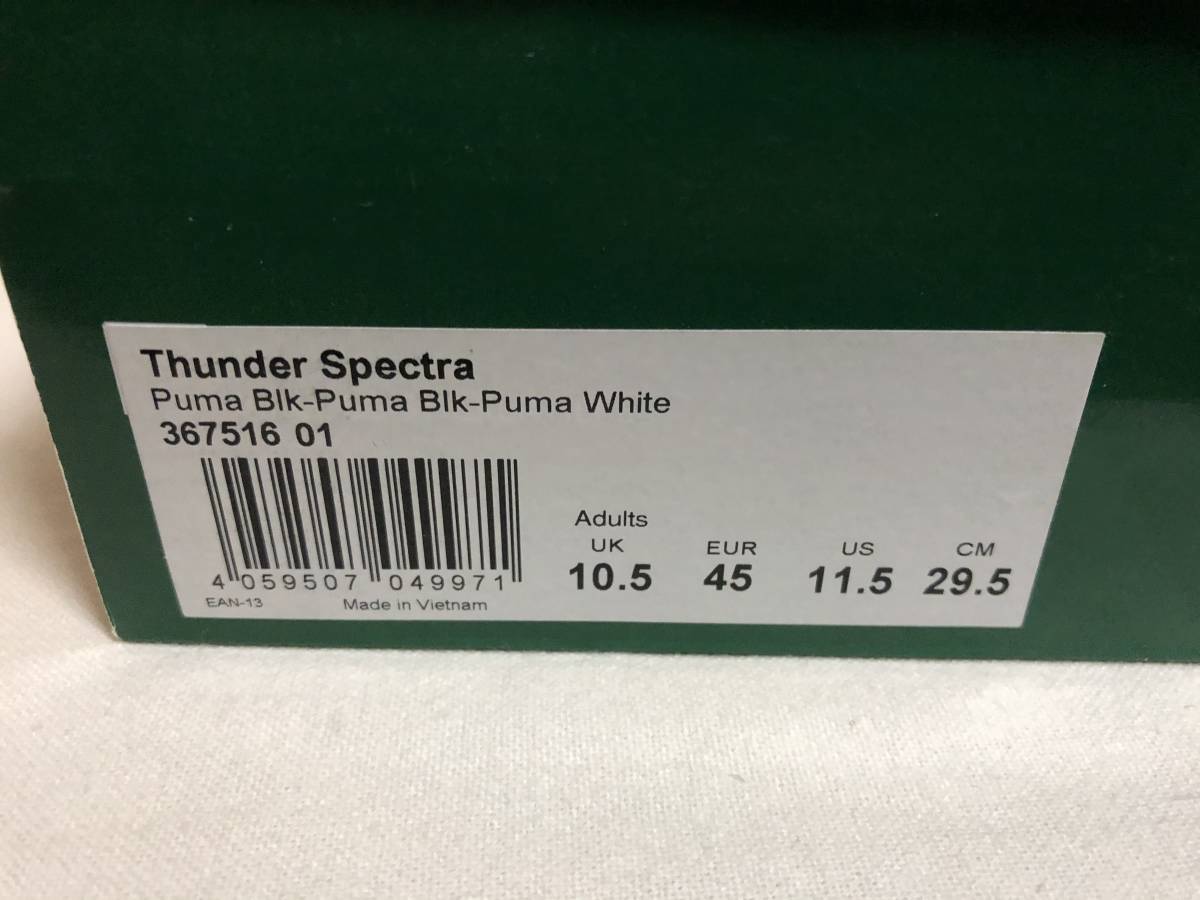 Thunder Spectra
Puma Blk-Puma Blk-Puma White
367516 01
4 059507 049971
EAN-13 Made in Vietnam
Adults
UK EUR US CM
10.5 45 11.5 29.5